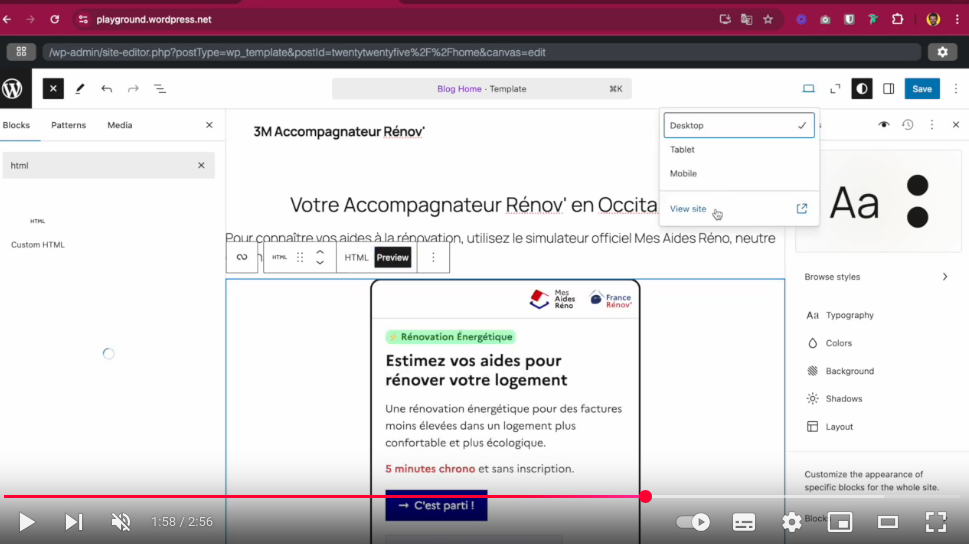 playground.wordpress.net
/wp-admin/site-editor.php?postType=wp_template&postId=twentytwentyfive%2F%2Fhome&canvas=edit
Blog Home · Template
⌘K
Save
Blocks
Patterns
Media
html
HTML
Custom HTML
3M Accompagnateur Rénov'
Votre Accompagnateur Rénov' en Occita
Pour connaître vos aides à la rénovation, utilisez le simulateur officiel Mes Aides Réno, neutre
HTML
HTML
Preview
Mes
Aides
Réno
France
Rénov'
Rénovation Énergétique
Estimez vos aides pour
rénover votre logement
Une rénovation énergétique pour des factures
moins élevées dans un logement plus
confortable et plus écologique.
5 minutes chrono et sans inscription.
→ C'est parti !
Desktop
Tablet
Mobile
View site
Aa
Browse styles
Aa
Typography
Colors
Background
Shadows
Layout
Customize the appearance of
specific blocks for the whole site.
Blocks
1:58 / 2:56